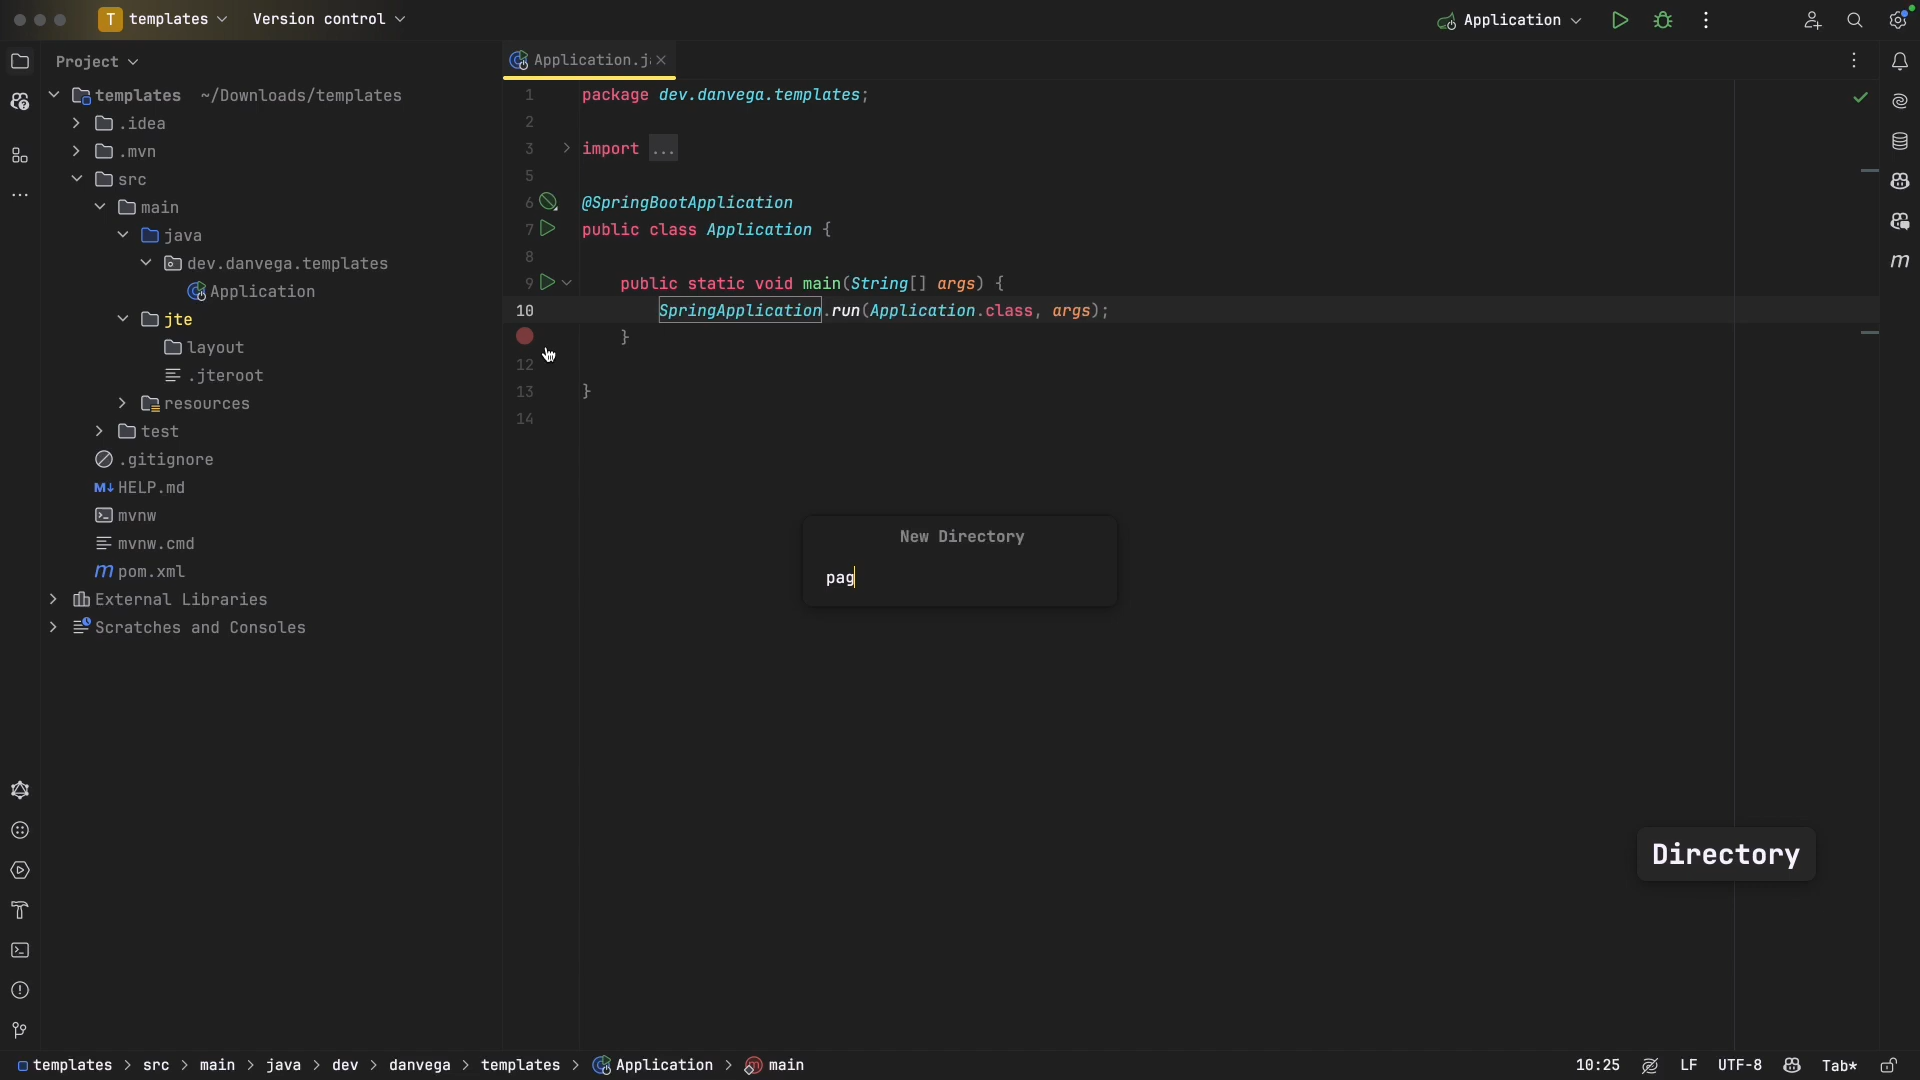 T templates Version control Application
Project
Application.j
templates ~/Downloads/templates
.idea
.mvn
src
main
java
dev.danvega.templates
Application
jte
layout
.jteroot
resources
test
.gitignore
M↓ HELP.md
mvnw
mvnw.cmd
m pom.xml
External Libraries
Scratches and Consoles
1 package dev.danvega.templates;
2
3 import ...
5
6 @SpringBootApplication
7 public class Application {
8
9 public static void main(String[] args) {
10 SpringApplication.run(Application.class, args);
}
12
13 }
14
New Directory
pag
Directory
m
templates > src > main > java > dev > danvega > templates > Application > m main
10:25 LF UTF-8 Tab*